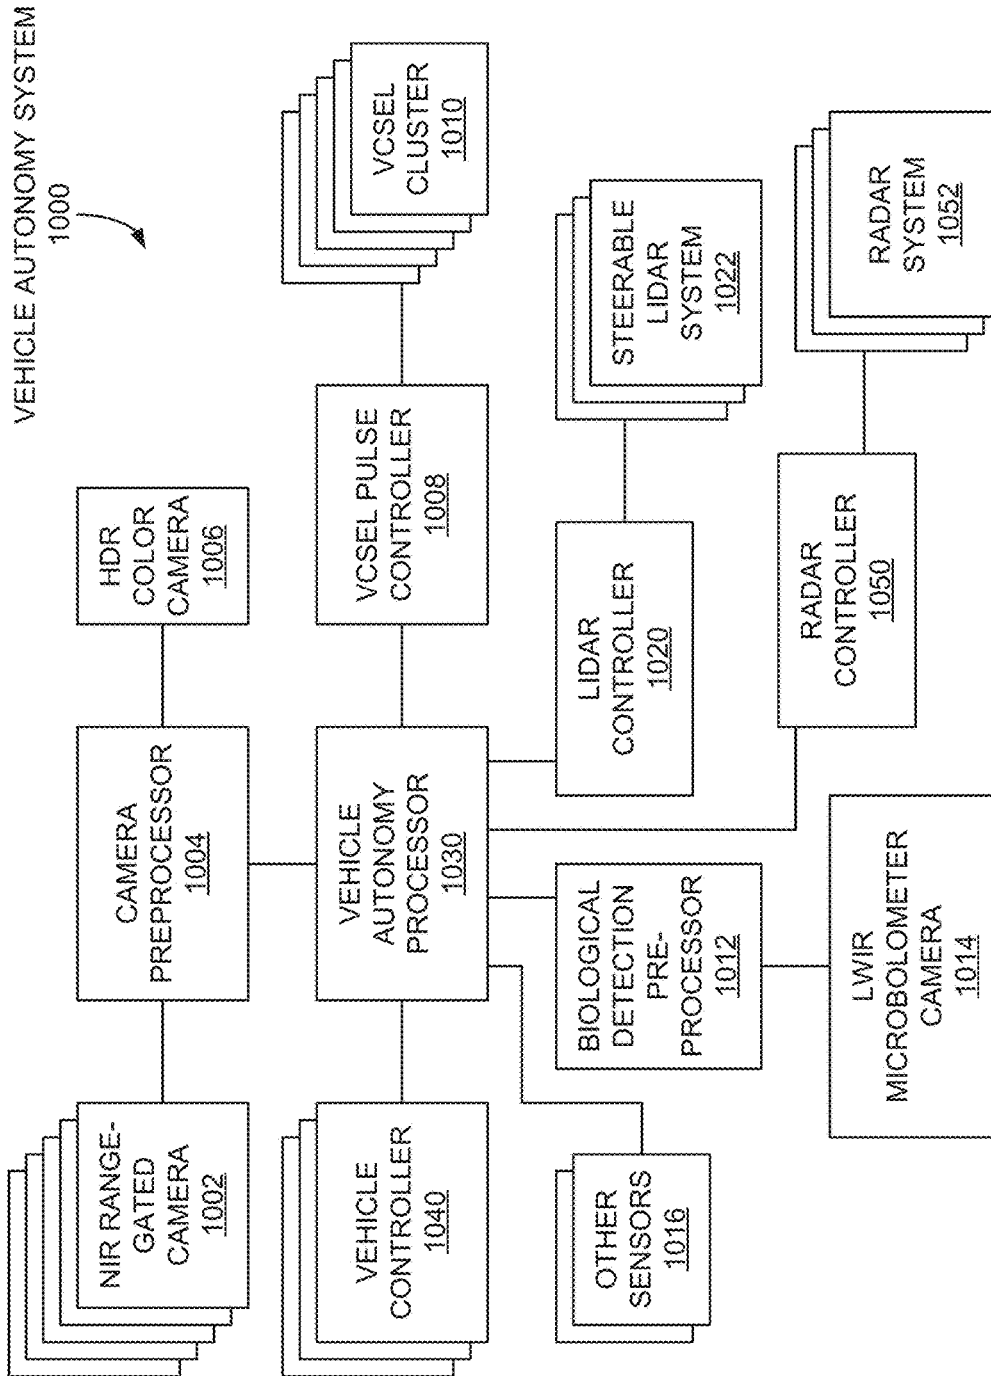 VEHICLE AUTONOMY SYSTEM
1000
NIR RANGE-
GATED
CAMERA
1002
CAMERA
PREPROCESSOR
1004
HDR
COLOR
CAMERA
1006
VEHICLE
CONTROLLER
1040
VEHICLE
AUTONOMY
PROCESSOR
1030
VCSEL PULSE
CONTROLLER
1008
VCSEL
CLUSTER
1010
OTHER
SENSORS
1016
BIOLOGICAL
DETECTION
PRE-
PROCESSOR
1012
LIDAR
CONTROLLER
1020
STEERABLE
LIDAR
SYSTEM
1022
LWIR
MICROBOLOMETER
CAMERA
1014
RADAR
CONTROLLER
1050
RADAR
SYSTEM
1052